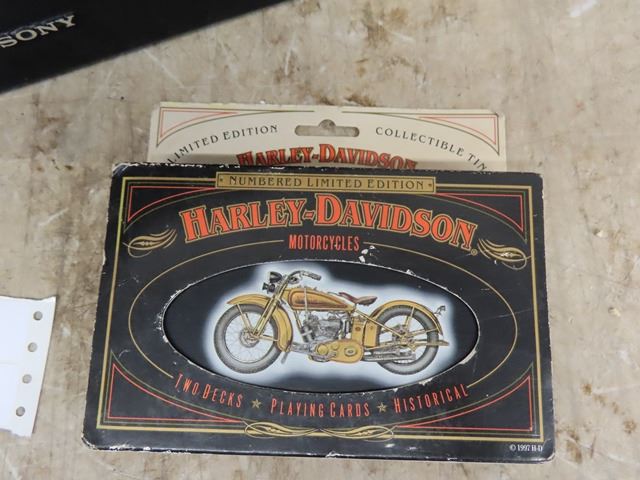 SONY
LIMITED EDITION
COLLECTIBLE TIN
HARLEY-DAVIDSON
• NUMBERED LIMITED EDITION •
HARLEY-DAVIDSON®
MOTORCYCLES
TWO DECKS ★ PLAYING CARDS ★ HISTORICAL
© 1997 H-D